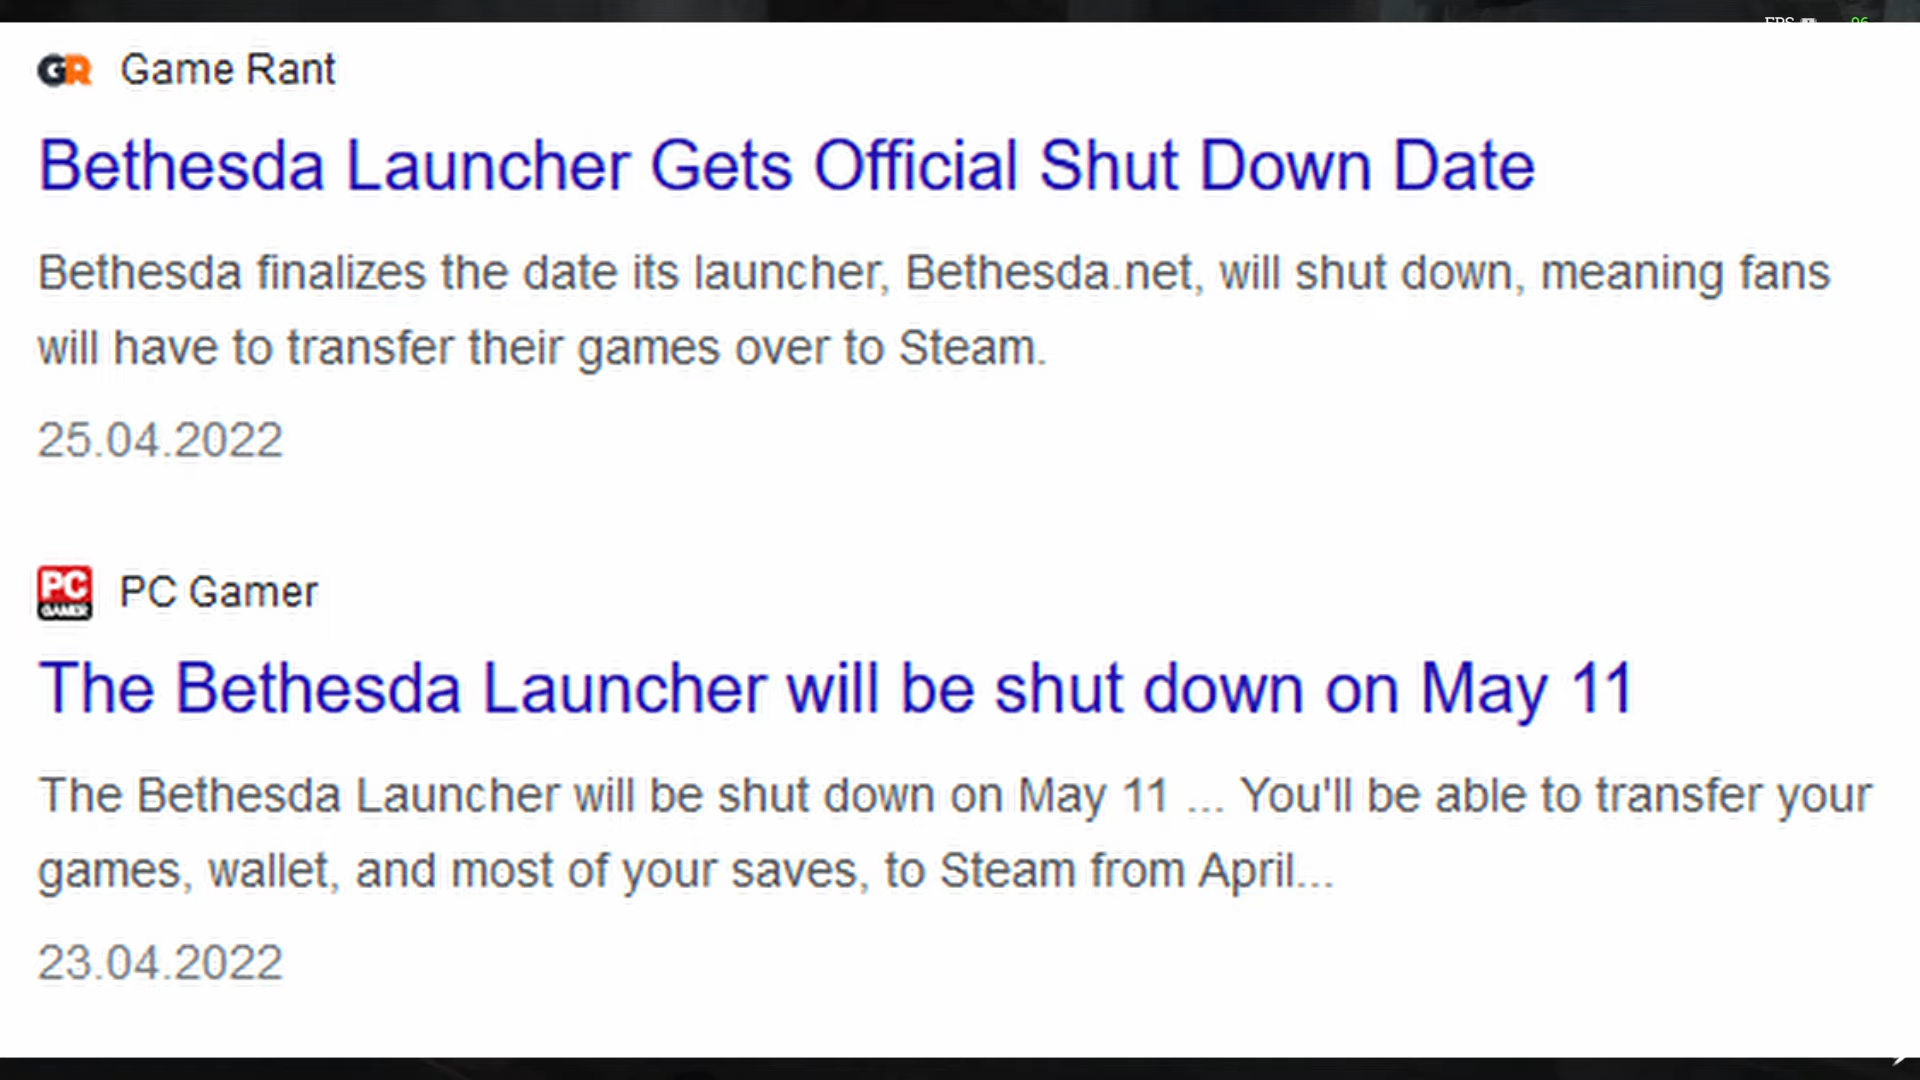 Game Rant
Bethesda Launcher Gets Official Shut Down Date
Bethesda finalizes the date its launcher, Bethesda.net, will shut down, meaning fans
will have to transfer their games over to Steam.
25.04.2022
PC
GAMER
PC Gamer
The Bethesda Launcher will be shut down on May 11
The Bethesda Launcher will be shut down on May 11 ... You'll be able to transfer your
games, wallet, and most of your saves, to Steam from April...
23.04.2022